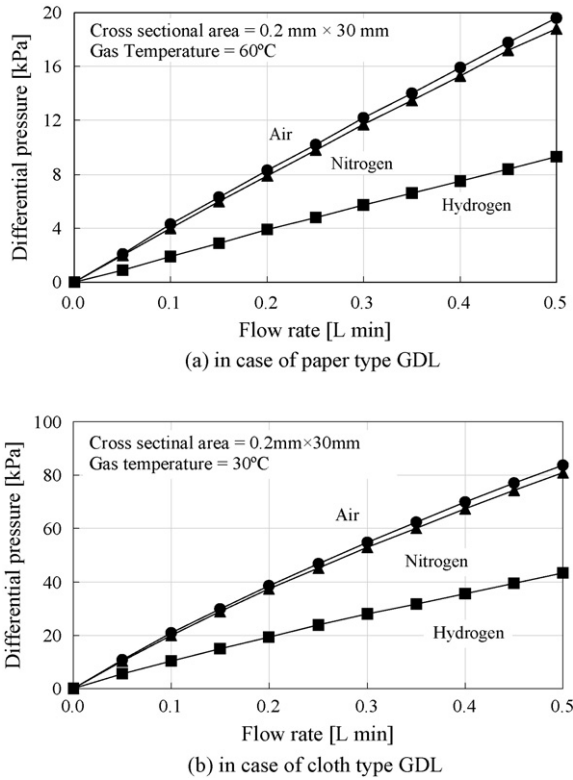 20
16
12
8
4
0
Differential pressure [kPa]
Cross sectional area = 0.2 mm × 30 mm
Gas Temperature = 60ºC
Air
Nitrogen
Hydrogen
0.0 0.1 0.2 0.3 0.4 0.5
Flow rate [L min]
(a) in case of paper type GDL
100
80
60
40
20
0
Differential pressure [kPa]
Cross sectinal area = 0.2mm×30mm
Gas temperature = 30ºC
Air
Nitrogen
Hydrogen
0.0 0.1 0.2 0.3 0.4 0.5
Flow rate [L min]
(b) in case of cloth type GDL